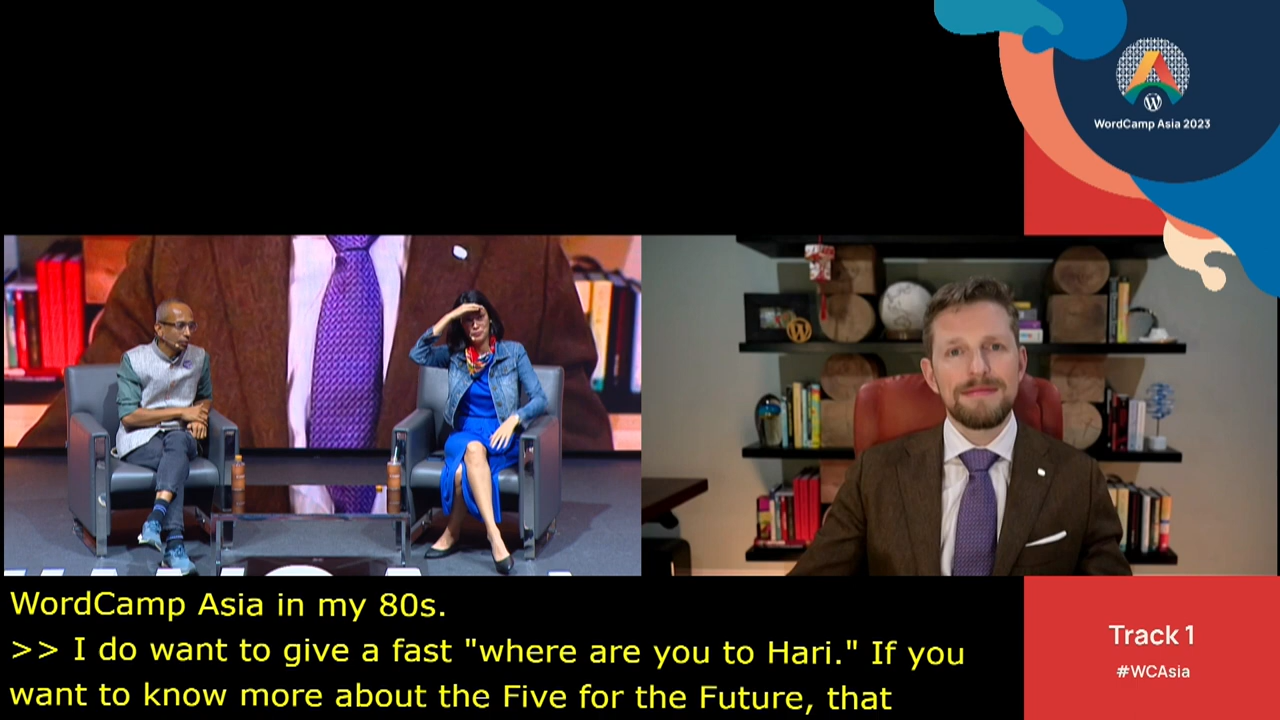 WordCamp Asia 2023
WordCamp Asia in my 80s.
>> I do want to give a fast "where are you to Hari." If you
want to know more about the Five for the Future, that
Track 1
#WCAsia